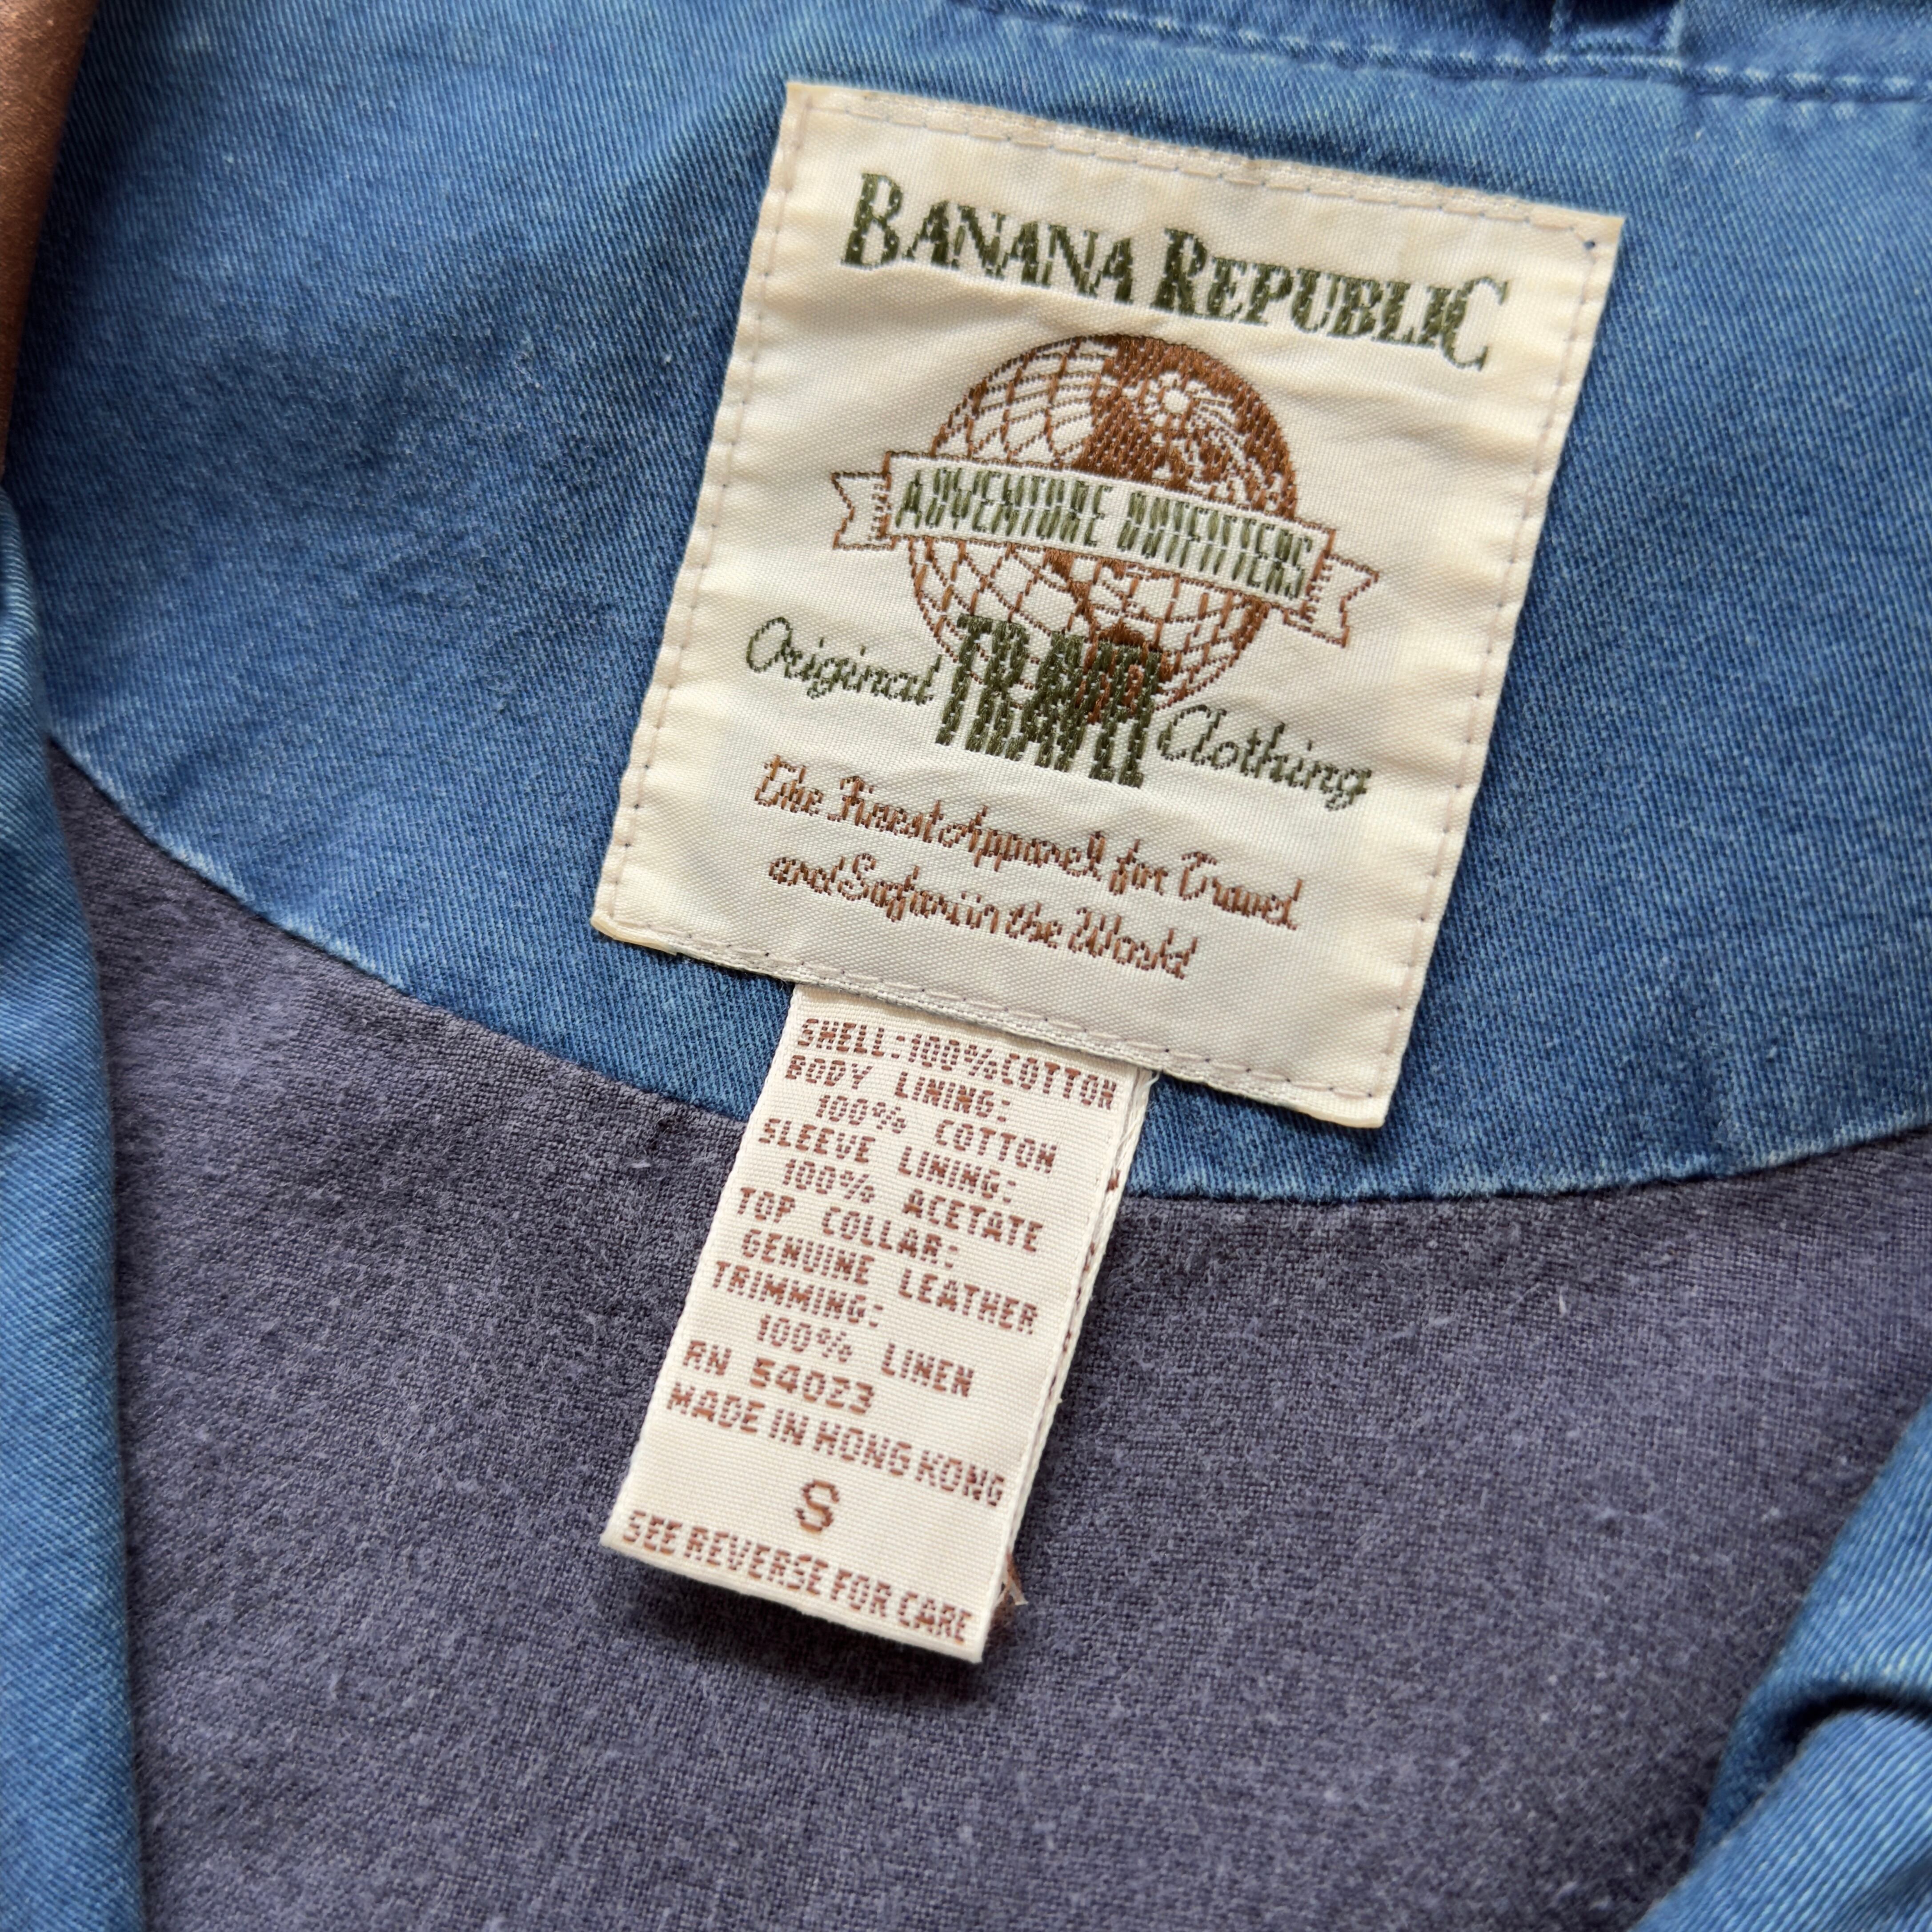 BANANA REPUBLIC
ADVENTURE OUTFITTERS
Original TRAVEL Clothing
The Finest Apparel for Travel
and Safari in the World
SHELL:100%COTTON
BODY LINING:
100% COTTON
SLEEVE LINING:
100% ACETATE
TOP COLLAR:
GENUINE LEATHER
TRIMMING:
100% LINEN
RN 54023
MADE IN HONG KONG
S
SEE REVERSE FOR CARE